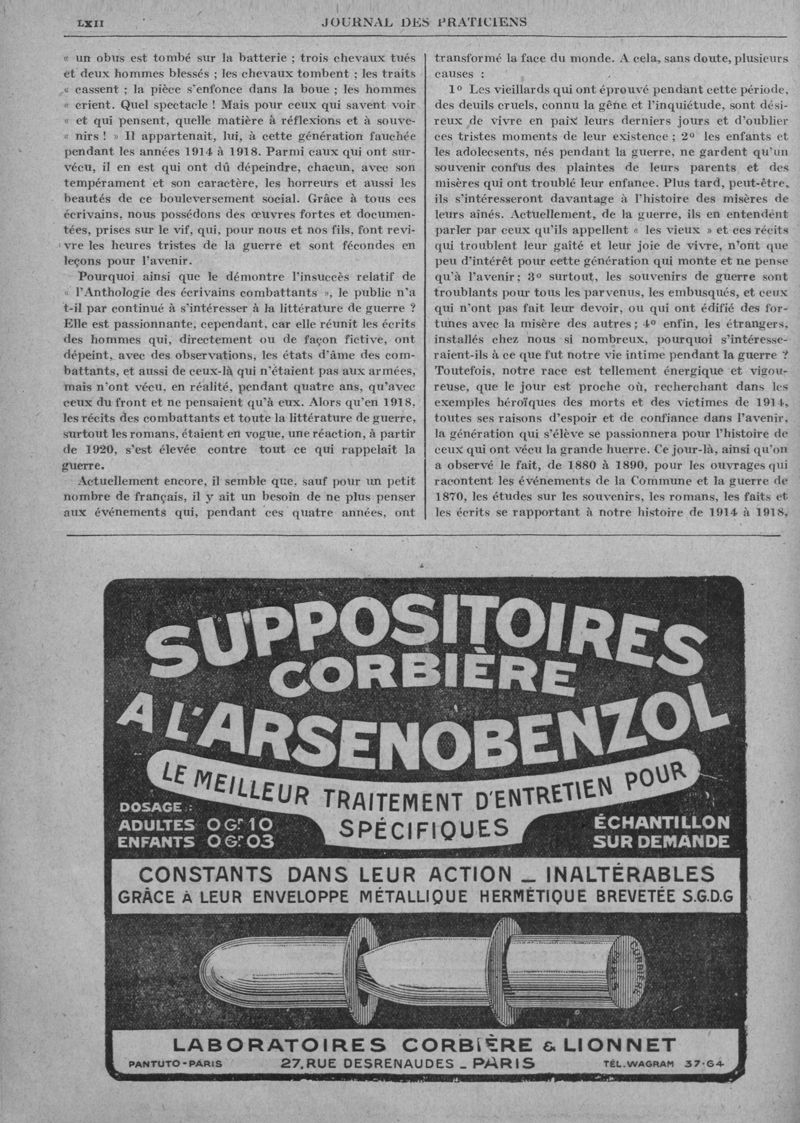 LXII
JOURNAL DES PRATICIENS
« un obus est tombé sur la batterie ; trois chevaux tués
« et deux hommes blessés ; les chevaux tombent ; les traits
« cassent ; la pièce s'enfonce dans la boue ; les hommes
« crient. Quel spectacle ! Mais pour ceux qui savent voir
« et qui pensent, quelle matière à réflexions et à souve-
« nirs ! » Il appartenait, lui, à cette génération fauchée
pendant les années 1914 à 1918. Parmi caux qui ont sur-
vécu, il en est qui ont dû dépeindre, chacun, avec son
tempérament et son caractère, les horreurs et aussi les
beautés de ce bouleversement social. Grâce à tous ces
écrivains, nous possédons des œuvres fortes et documen-
tées, prises sur le vif, qui, pour nous et nos fils, font revi-
vre les heures tristes de la guerre et sont fécondes en
leçons pour l'avenir.
Pourquoi ainsi que le démontre l'insuccès relatif de
« l'Anthologie des écrivains combattants », le public n'a
t-il par continué à s'intéresser à la littérature de guerre ?
Elle est passionnante, cependant, car elle réunit les écrits
des hommes qui, directement ou de façon fictive, ont
dépeint, avec des observations, les états d'âme des com-
battants, et aussi de ceux-là qui n'étaient pas aux armées,
mais n'ont vécu, en réalité, pendant quatre ans, qu'avec
ceux du front et ne pensaient qu'à eux. Alors qu'en 1918,
les récits des combattants et toute la littérature de guerre,
surtout les romans, étaient en vogue, une réaction, à partir
de 1920, s'est élevée contre tout ce qui rappelait la
guerre.
Actuellement encore, il semble que, sauf pour un petit
nombre de français, il y ait un besoin de ne plus penser
aux événements qui, pendant ces quatre années, ont
transformé la face du monde. A cela, sans doute, plusieurs
causes :
1º Les vieillards qui ont éprouvé pendant cette période,
des deuils cruels, connu la gêne et l'inquiétude, sont dési-
reux de vivre en paix leurs derniers jours et d'oublier
ces tristes moments de leur existence ; 2º les enfants et
les adolecsents, nés pendant la guerre, ne gardent qu'un
souvenir confus des plaintes de leurs parents et des
misères qui ont troublé leur enfance. Plus tard, peut-être,
ils s'intéresseront davantage à l'histoire des misères de
leurs aînés. Actuellement, de la guerre, ils en entendent
parler par ceux qu'ils appellent « les vieux » et ces récits
qui troublent leur gaîté et leur joie de vivre, n'ont que
peu d'intérêt pour cette génération qui monte et ne pense
qu'à l'avenir ; 3º surtout, les souvenirs de guerre sont
troublants pour tous les parvenus, les embusqués, et ceux
qui n'ont pas fait leur devoir, ou qui ont édifié des for-
tunes avec la misère des autres ; 4º enfin, les étrangers,
installés chez nous si nombreux, pourquoi s'intéresse-
raient-ils à ce que fut notre vie intime pendant la guerre ?
Toutefois, notre race est tellement énergique et vigou-
reuse, que le jour est proche où, recherchant dans les
exemples héroïques des morts et des victimes de 1914,
toutes ses raisons d'espoir et de confiance dans l'avenir,
la génération qui s'élève se passionnera pour l'histoire de
ceux qui ont vécu la grande huerre. Ce jour-là, ainsi qu'on
a observé le fait, de 1880 à 1890, pour les ouvrages qui
racontent les événements de la Commune et la guerre de
1870, les études sur les souvenirs, les romans, les faits et
les écrits se rapportant à notre histoire de 1914 à 1918,
SUPPOSITOIRES
CORBIÈRE
A L'ARSENOBENZOL
LE MEILLEUR TRAITEMENT D'ENTRETIEN POUR
SPÉCIFIQUES
DOSAGE :
ADULTES 0 Gr 10
ENFANTS 0 Gr 03
ÉCHANTILLON
SUR DEMANDE
CONSTANTS DANS LEUR ACTION _ INALTÉRABLES
GRÂCE A LEUR ENVELOPPE MÉTALLIQUE HERMÉTIQUE BREVETÉE S.G.D.G
CORBIÈRE
PARIS
LABORATOIRES CORBIÈRE & LIONNET
PANTUTO-PARIS
27, RUE DESRENAUDES _ PARIS
TÉL. WAGRAM 37-64